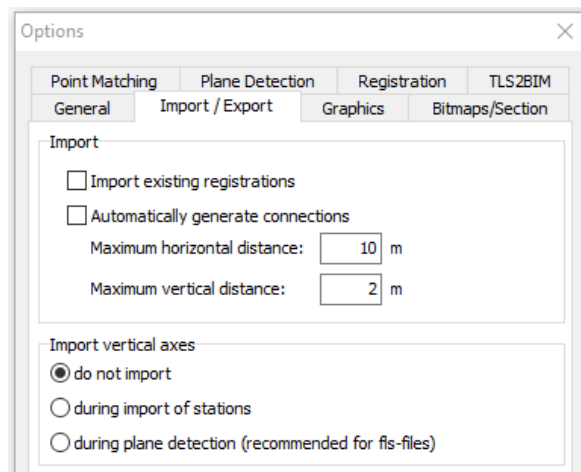 Options
Point Matching Plane Detection Registration TLS2BIM
General Import / Export Graphics Bitmaps/Section
Import
Import existing registrations
Automatically generate connections
Maximum horizontal distance: 10 m
Maximum vertical distance: 2 m
Import vertical axes
do not import
during import of stations
during plane detection (recommended for fls-files)